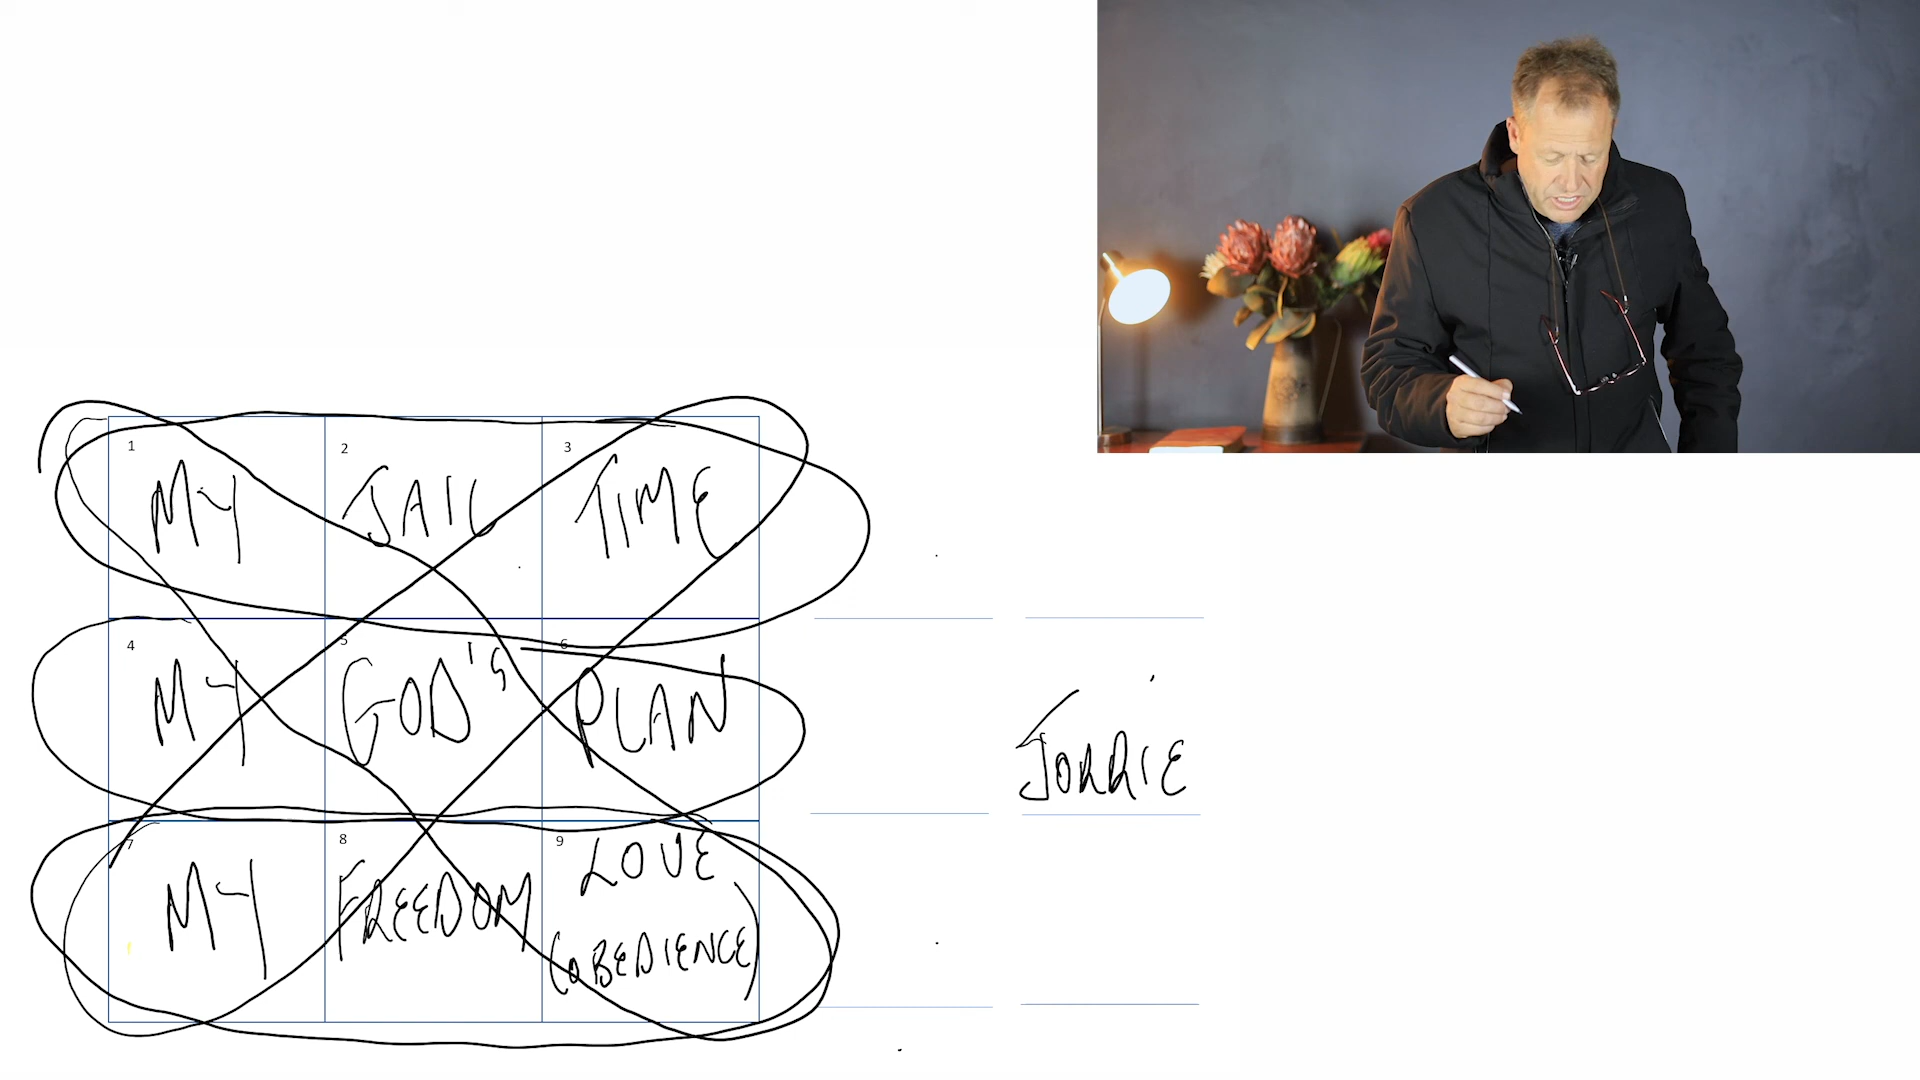 1 2 3
MY JAIL TIME
4 5 6
MY GOD'S PLAN
JORRIE
7 8 9
MY FREEDOM LOVE
(OBEDIENCE)